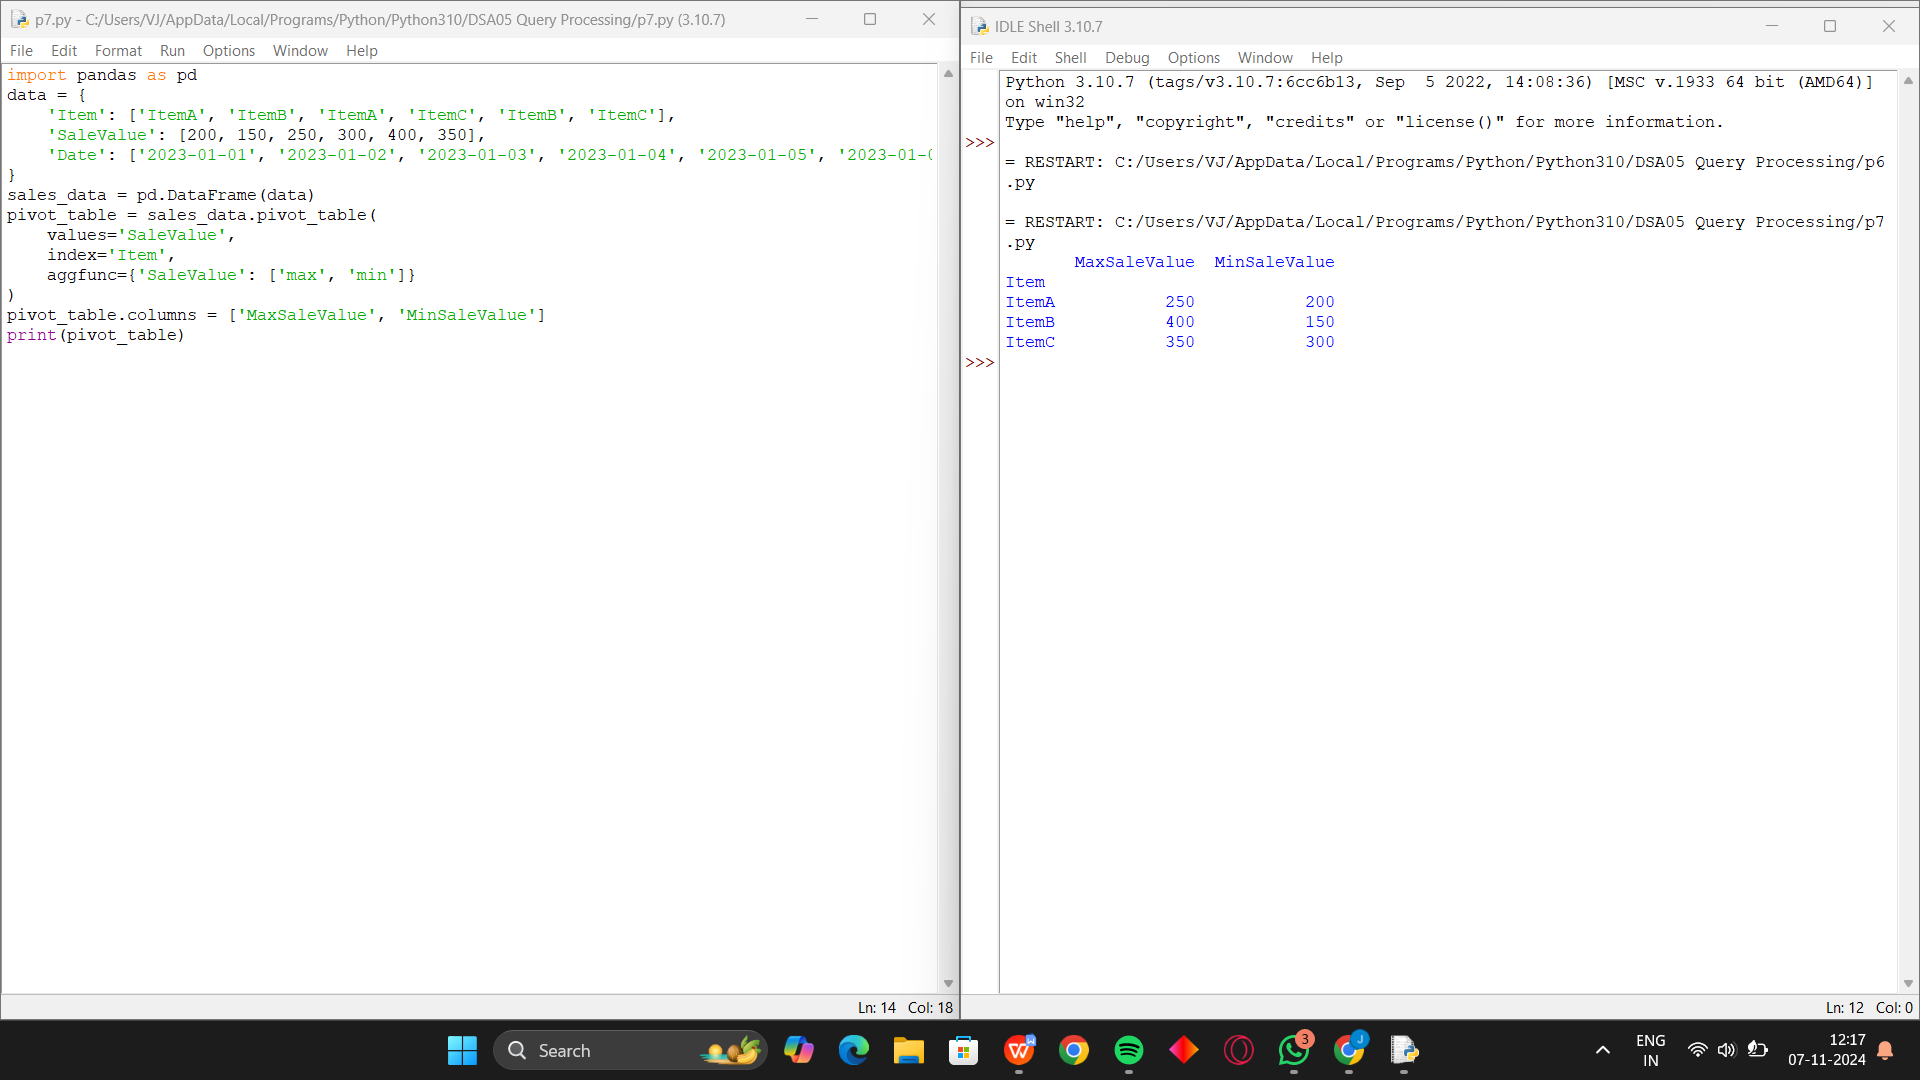 p7.py - C:/Users/VJ/AppData/Local/Programs/Python/Python310/DSA05 Query Processing/p7.py (3.10.7)
File Edit Format Run Options Window Help
import pandas as pd
data = {
    'Item': ['ItemA', 'ItemB', 'ItemA', 'ItemC', 'ItemB', 'ItemC'],
    'SaleValue': [200, 150, 250, 300, 400, 350],
    'Date': ['2023-01-01', '2023-01-02', '2023-01-03', '2023-01-04', '2023-01-05', '2023-01-0
}
sales_data = pd.DataFrame(data)
pivot_table = sales_data.pivot_table(
    values='SaleValue',
    index='Item',
    aggfunc={'SaleValue': ['max', 'min']}
)
pivot_table.columns = ['MaxSaleValue', 'MinSaleValue']
print(pivot_table)
Ln: 14 Col: 18
IDLE Shell 3.10.7
File Edit Shell Debug Options Window Help
Python 3.10.7 (tags/v3.10.7:6cc6b13, Sep  5 2022, 14:08:36) [MSC v.1933 64 bit (AMD64)]
on win32
Type "help", "copyright", "credits" or "license()" for more information.
>>>
= RESTART: C:/Users/VJ/AppData/Local/Programs/Python/Python310/DSA05 Query Processing/p6
.py
= RESTART: C:/Users/VJ/AppData/Local/Programs/Python/Python310/DSA05 Query Processing/p7
.py
       MaxSaleValue  MinSaleValue
Item
ItemA           250           200
ItemB           400           150
ItemC           350           300
>>>
Ln: 12 Col: 0
Search
W
3
J
ENG
IN
12:17
07-11-2024